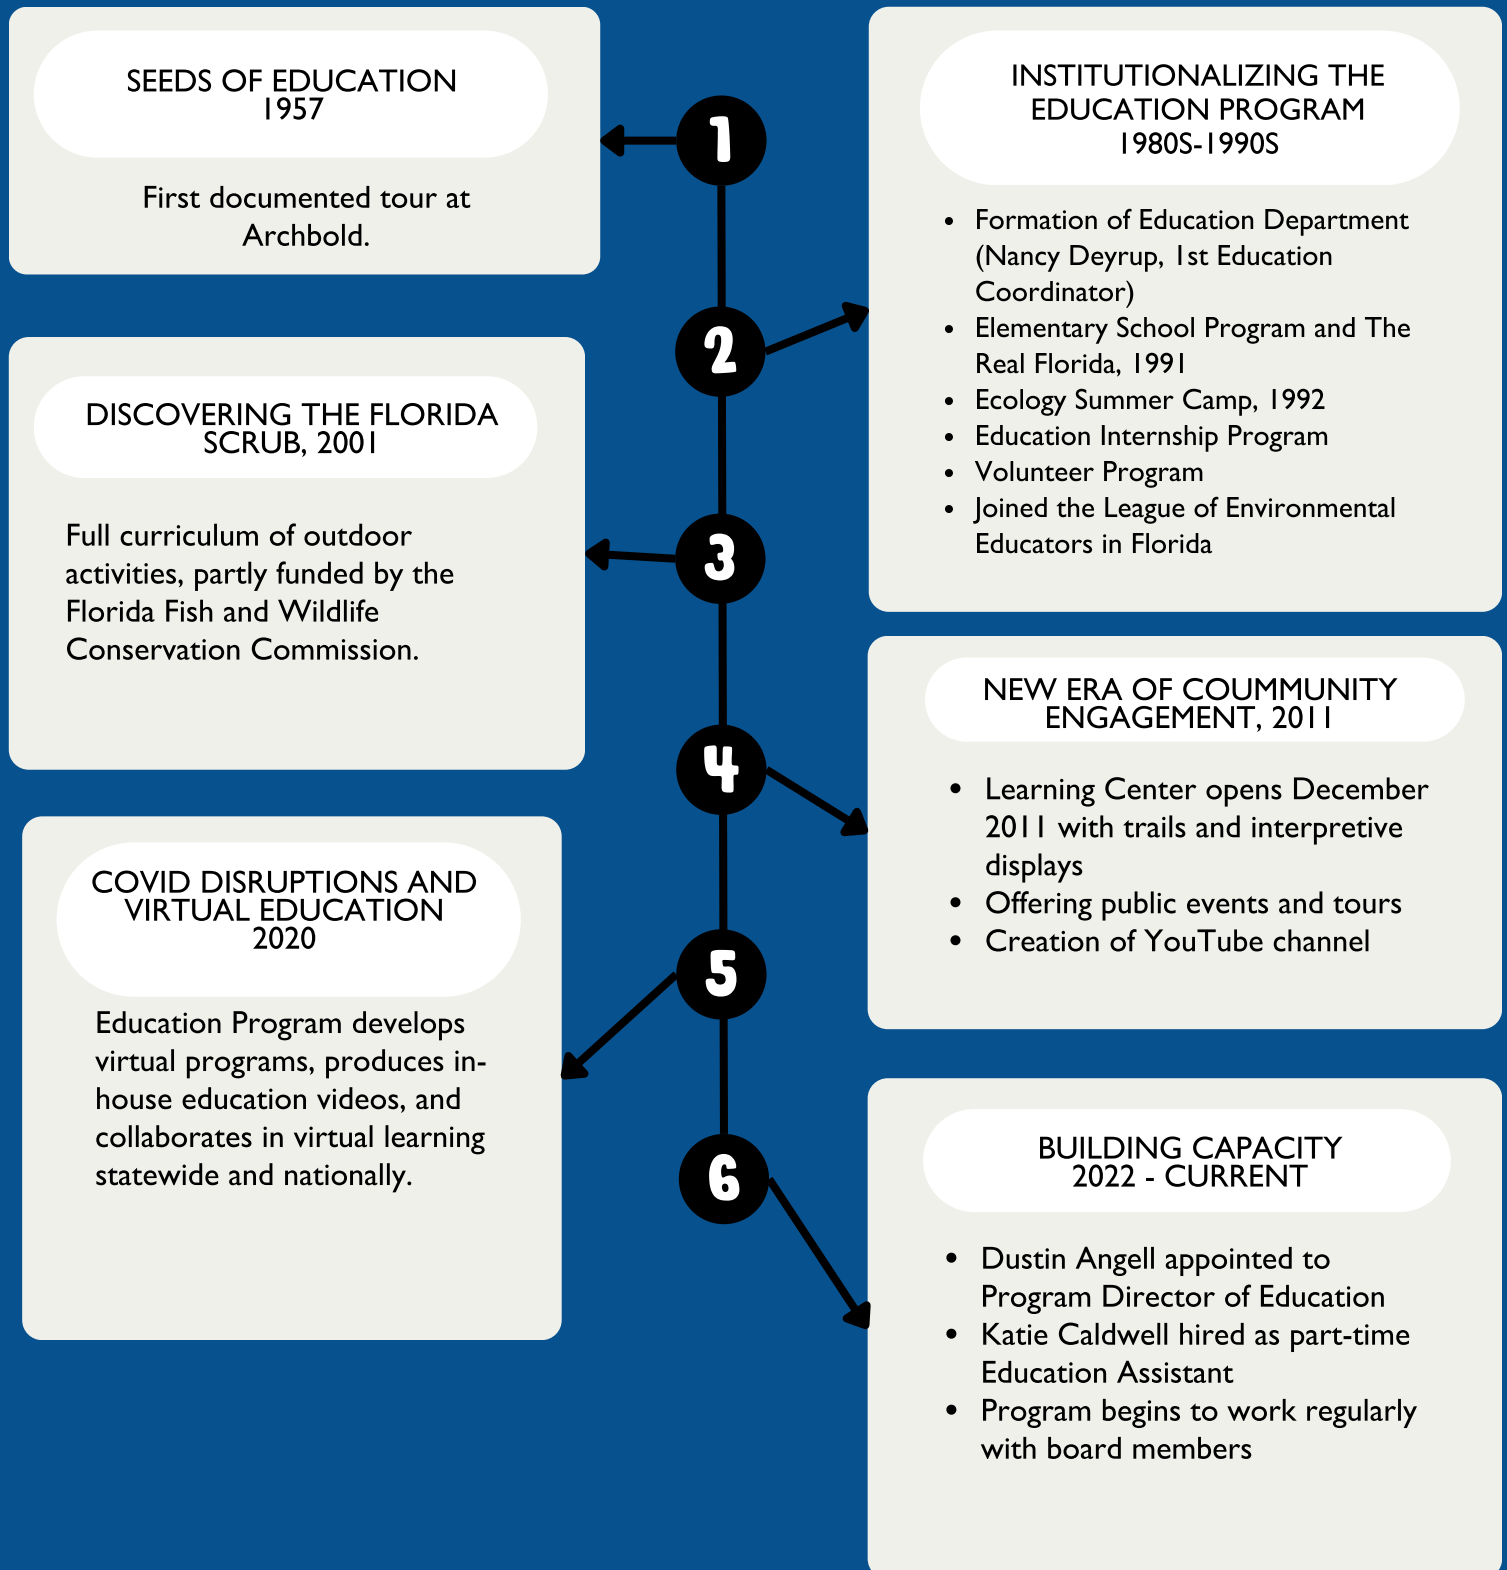 SEEDS OF EDUCATION
1957
First documented tour at
Archbold.
1
INSTITUTIONALIZING THE
EDUCATION PROGRAM
1980S-1990S
• Formation of Education Department
(Nancy Deyrup, 1st Education
Coordinator)
• Elementary School Program and The
Real Florida, 1991
• Ecology Summer Camp, 1992
• Education Internship Program
• Volunteer Program
• Joined the League of Environmental
Educators in Florida
2
DISCOVERING THE FLORIDA
SCRUB, 2001
Full curriculum of outdoor
activities, partly funded by the
Florida Fish and Wildlife
Conservation Commission.
3
NEW ERA OF COUMMUNITY
ENGAGEMENT, 2011
• Learning Center opens December
2011 with trails and interpretive
displays
• Offering public events and tours
• Creation of YouTube channel
4
COVID DISRUPTIONS AND
VIRTUAL EDUCATION
2020
Education Program develops
virtual programs, produces in-
house education videos, and
collaborates in virtual learning
statewide and nationally.
5
BUILDING CAPACITY
2022 - CURRENT
• Dustin Angell appointed to
Program Director of Education
• Katie Caldwell hired as part-time
Education Assistant
• Program begins to work regularly
with board members
6